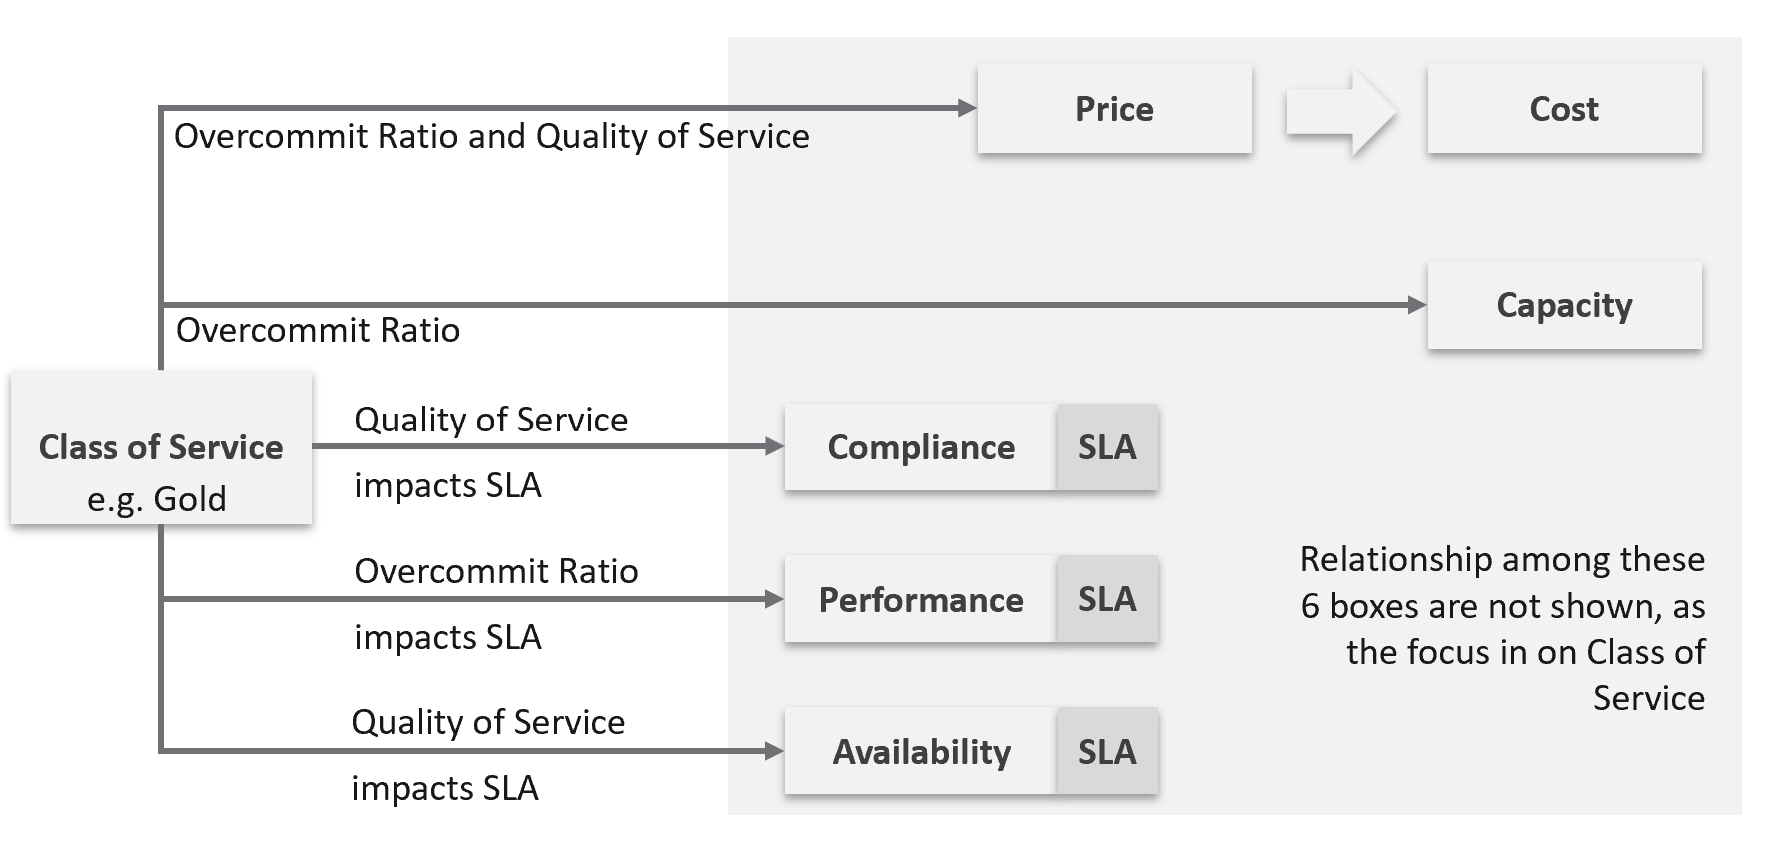 Price
Cost
Overcommit Ratio and Quality of Service
Capacity
Overcommit Ratio
Class of Service
e.g. Gold
Quality of Service
impacts SLA
Compliance
SLA
Overcommit Ratio
impacts SLA
Performance
SLA
Quality of Service
impacts SLA
Availability
SLA
Relationship among these
6 boxes are not shown, as
the focus in on Class of
Service